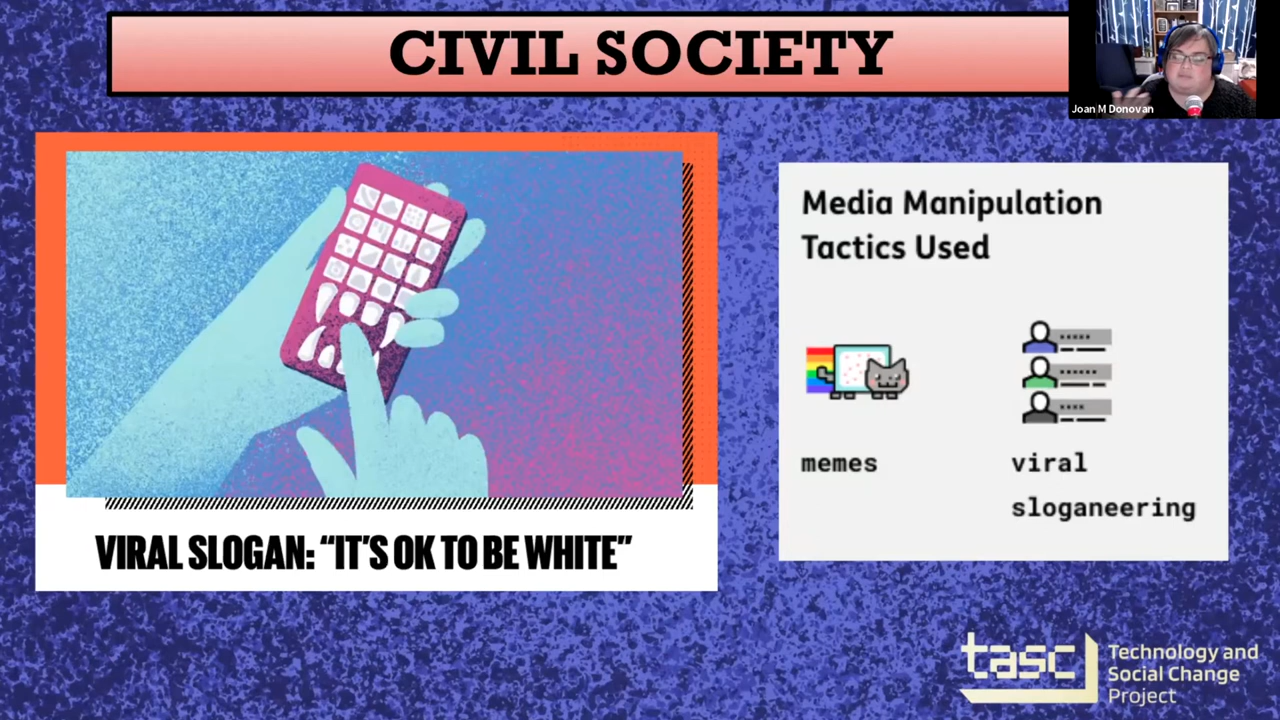 CIVIL SOCIETY
Joan M Donovan
VIRAL SLOGAN: “IT’S OK TO BE WHITE”
Media Manipulation
Tactics Used
memes
viral
sloganeering
tasc
Technology and
Social Change
Project